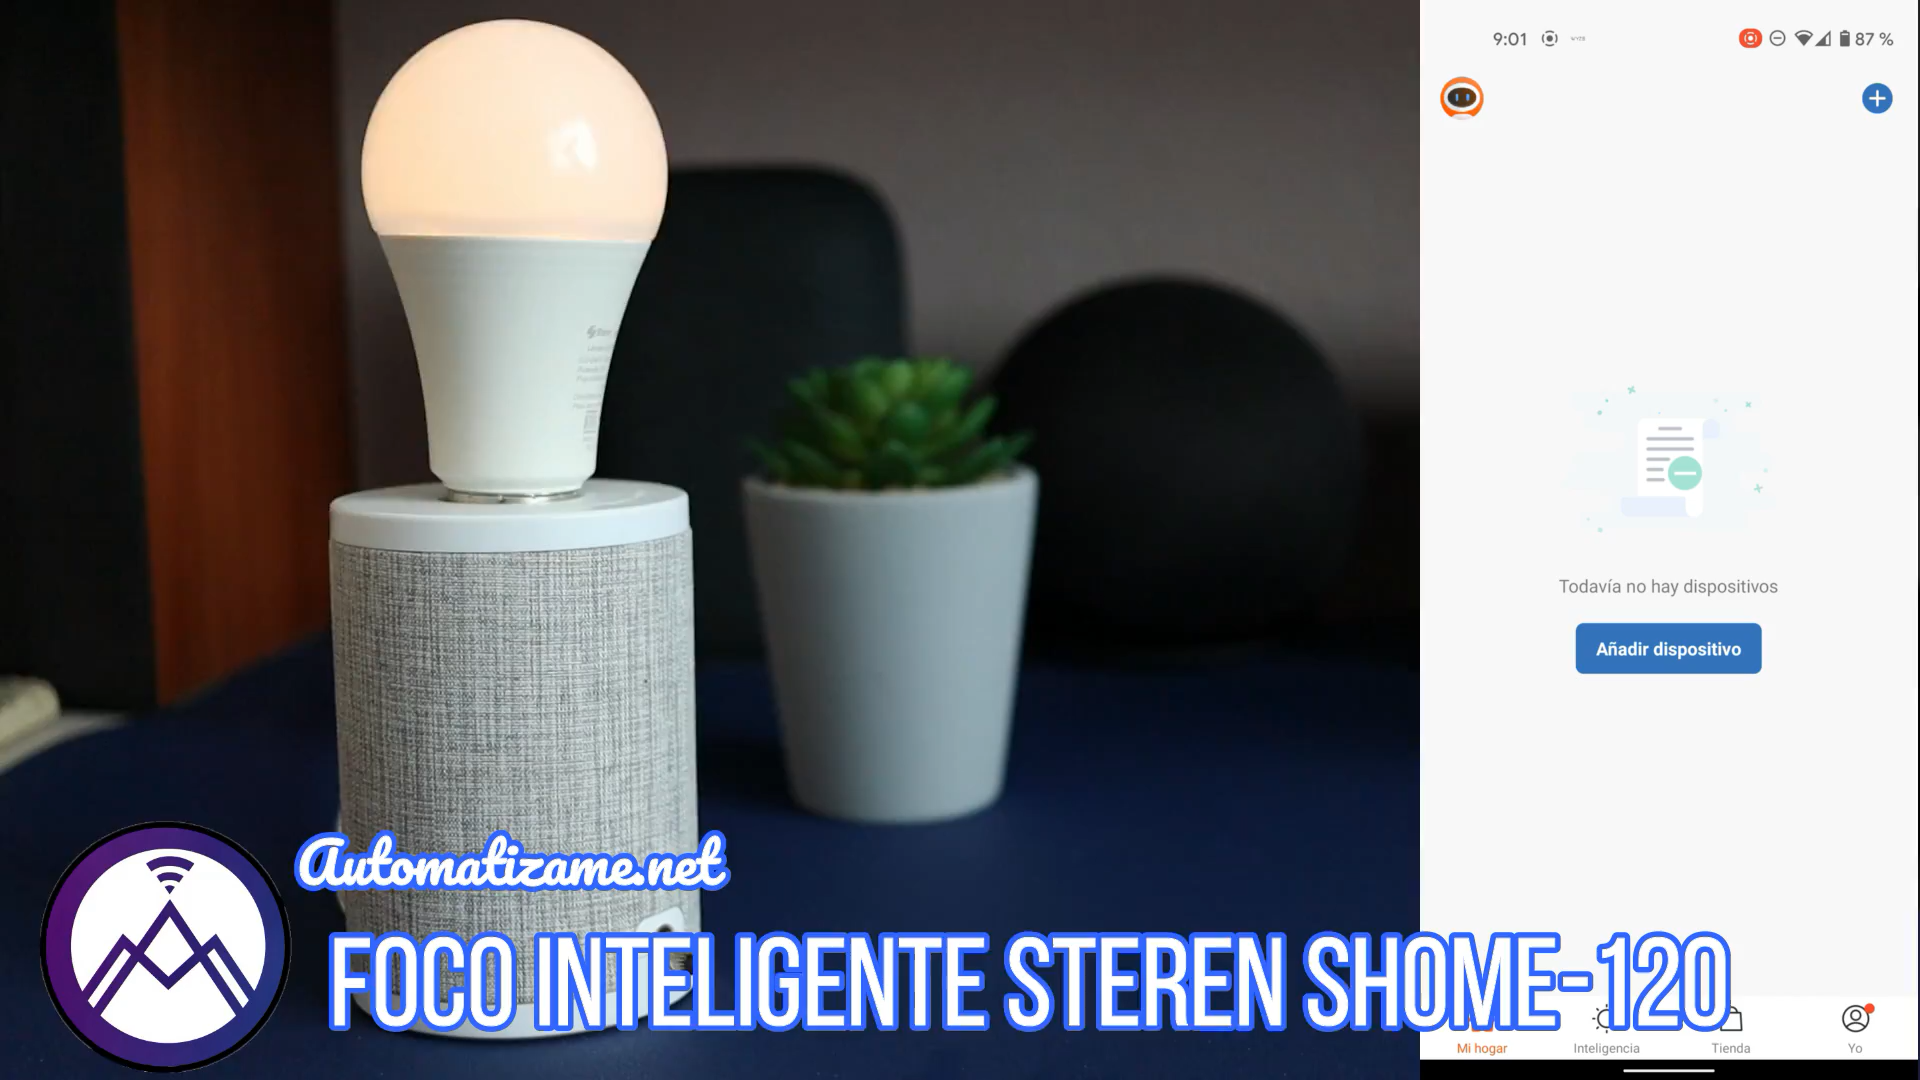 9:01
87 %
Todavía no hay dispositivos
Añadir dispositivo
Automatizame.net
FOCO INTELIGENTE STEREN SHOME-120
Mi hogar
Inteligencia
Tienda
Yo